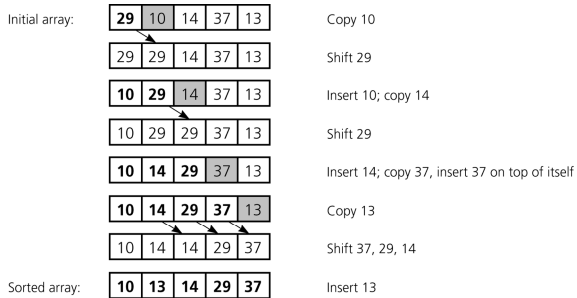 Initial array: 29 10 14 37 13 Copy 10
29 29 14 37 13 Shift 29
10 29 14 37 13 Insert 10; copy 14
10 29 29 37 13 Shift 29
10 14 29 37 13 Insert 14; copy 37, insert 37 on top of itself
10 14 29 37 13 Copy 13
10 14 14 29 37 Shift 37, 29, 14
Sorted array: 10 13 14 29 37 Insert 13